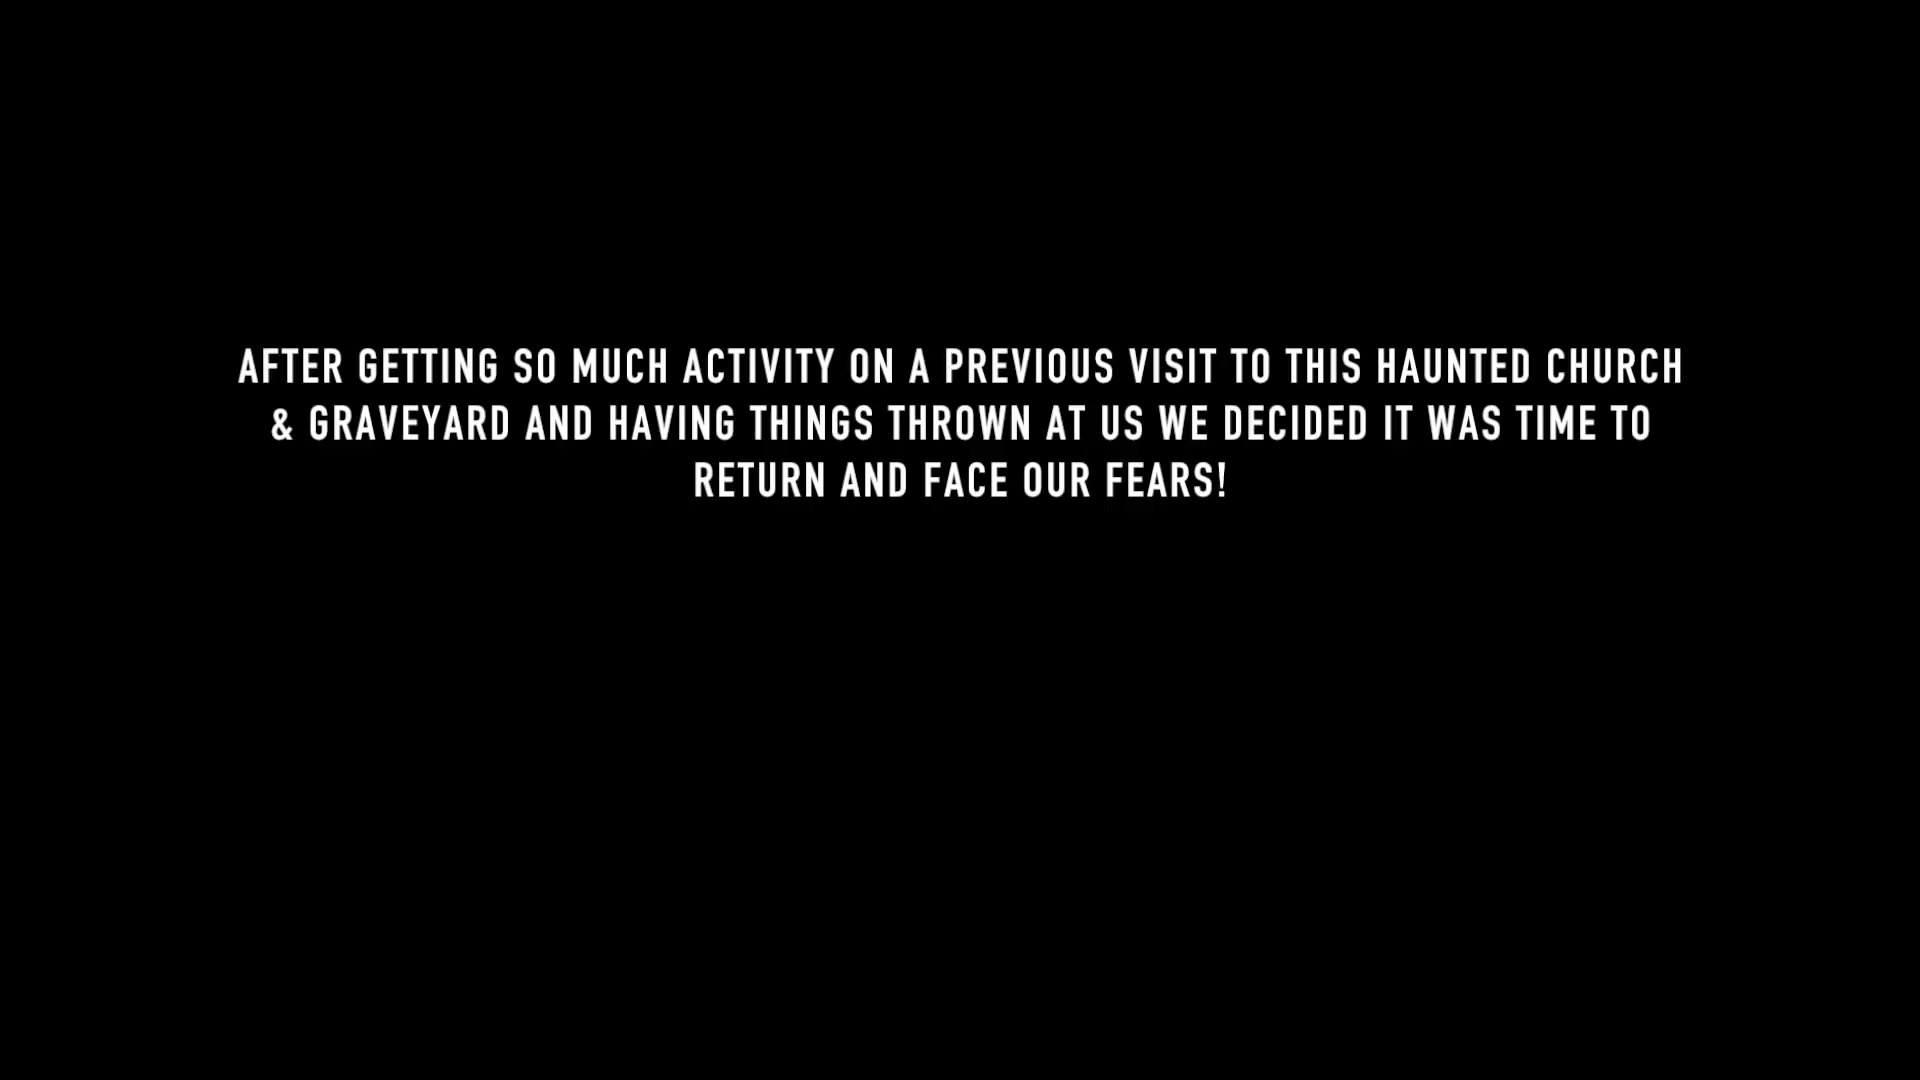 AFTER GETTING SO MUCH ACTIVITY ON A PREVIOUS VISIT TO THIS HAUNTED CHURCH
& GRAVEYARD AND HAVING THINGS THROWN AT US WE DECIDED IT WAS TIME TO
RETURN AND FACE OUR FEARS!